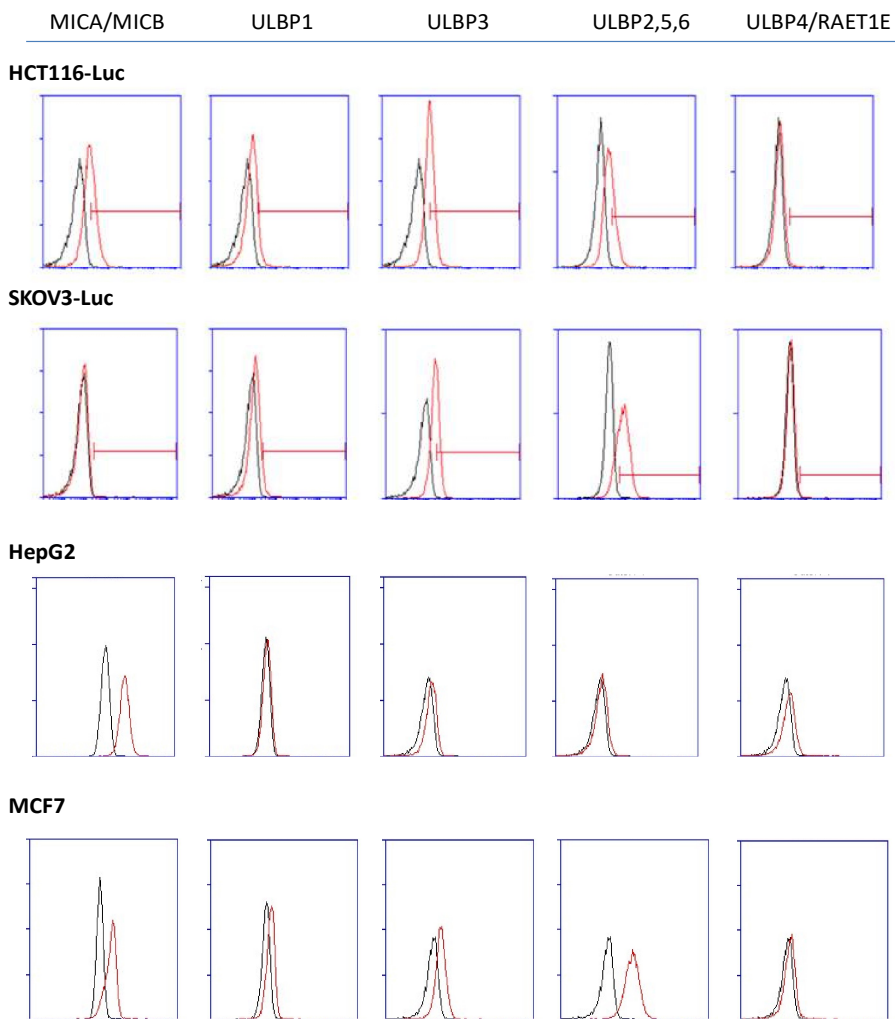 MICA/MICB ULBP1 ULBP3 ULBP2,5,6 ULBP4/RAET1E
HCT116-Luc
SKOV3-Luc
HepG2
MCF7